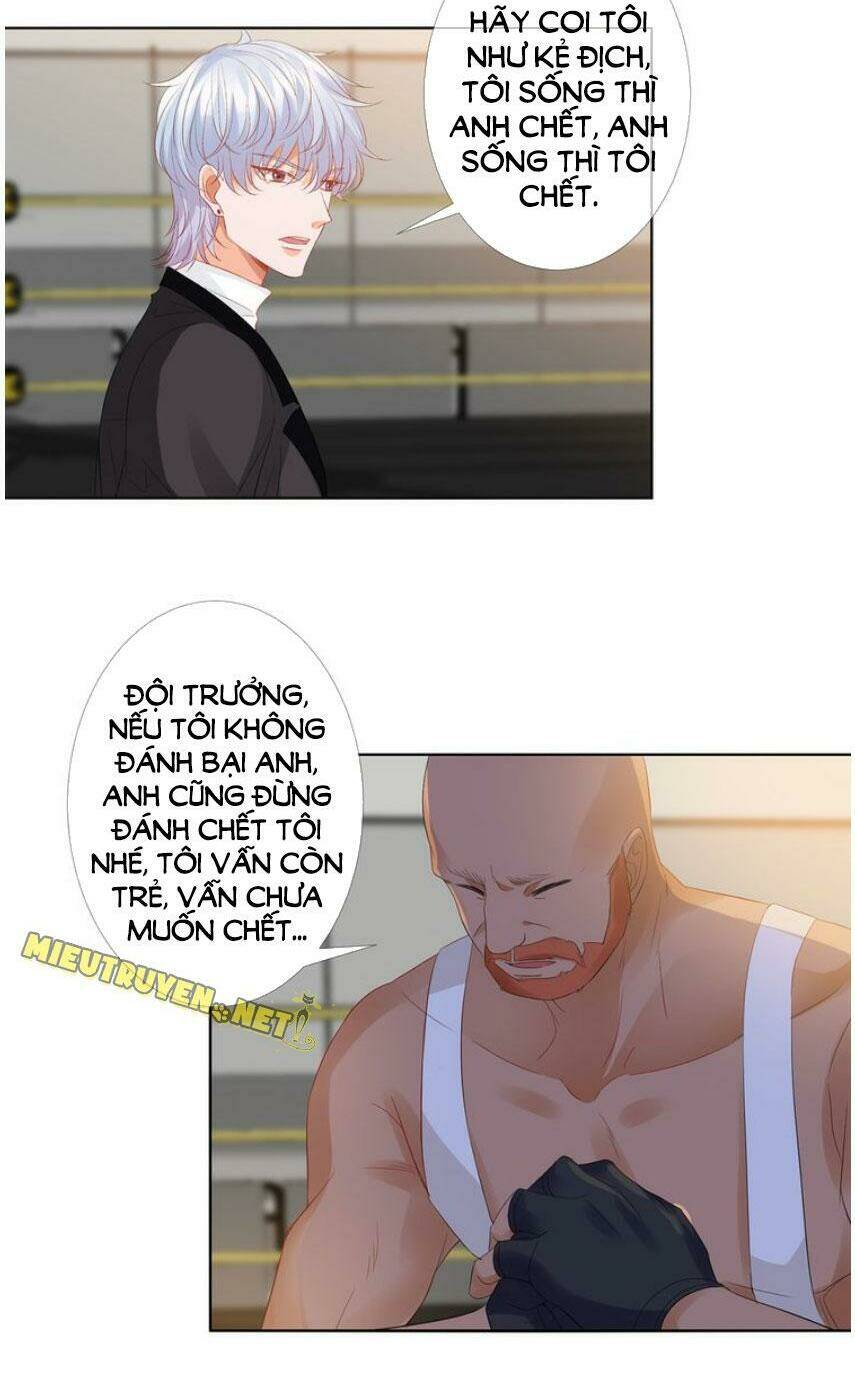 HÃY COI TÔI
NHƯ KẺ ĐỊCH,
TÔI SỐNG THÌ
ANH CHẾT, ANH
SỐNG THÌ TÔI
CHẾT.
ĐỘI TRƯỞNG,
NẾU TÔI KHÔNG
ĐÁNH BẠI ANH,
ANH CŨNG ĐỪNG
ĐÁNH CHẾT TÔI
NHÉ, TÔI VẪN CÒN
TRẺ, VẪN CHƯA
MUỐN CHẾT...
MIEUTRUYEN.NET!